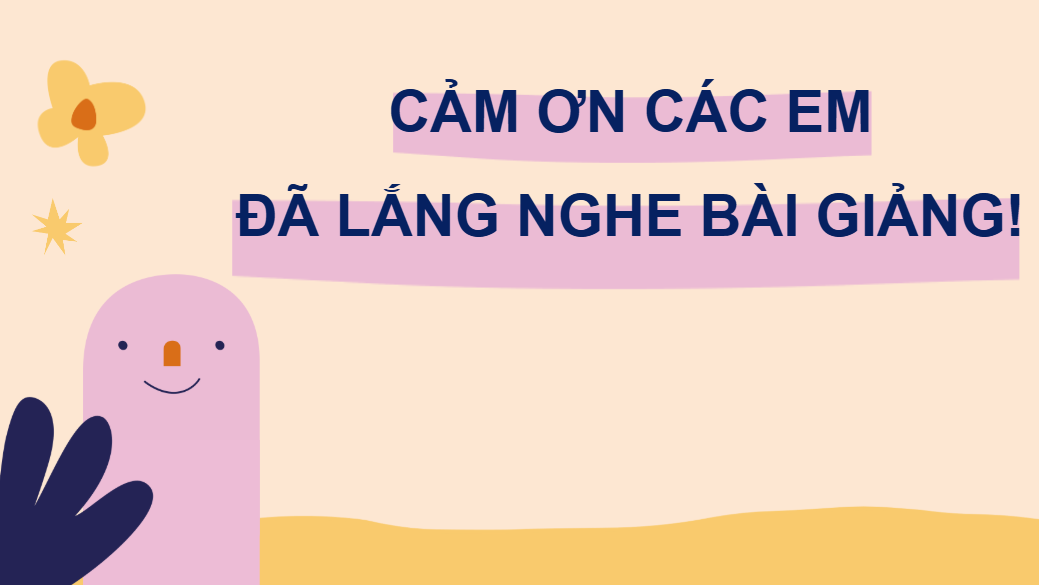 CẢM ƠN CÁC EM
ĐÃ LẮNG NGHE BÀI GIẢNG!